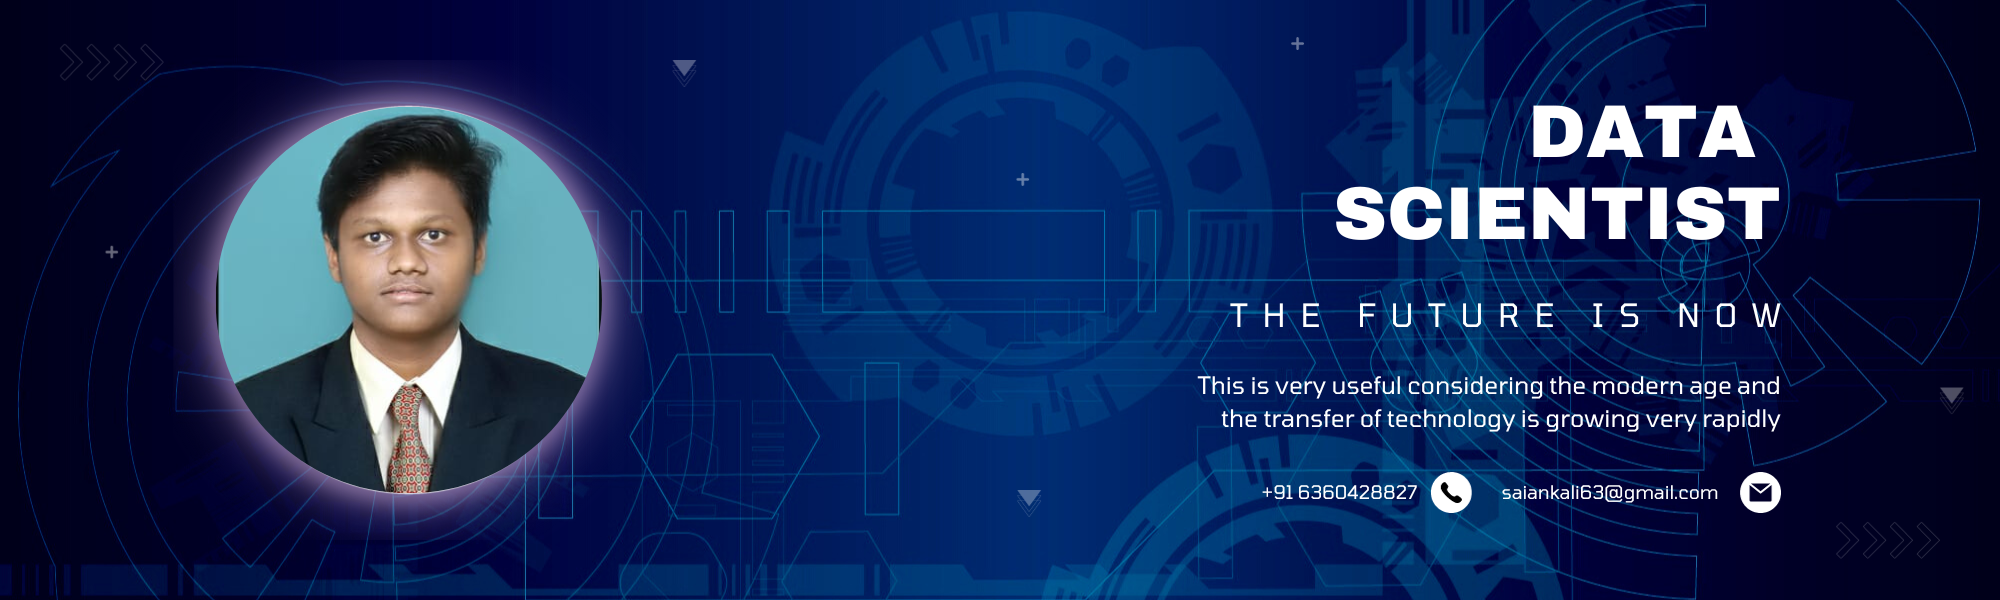 DATA
SCIENTIST
THE FUTURE IS NOW
This is very useful considering the modern age and
the transfer of technology is growing very rapidly
+91 6360428827 saiankali63@gmail.com